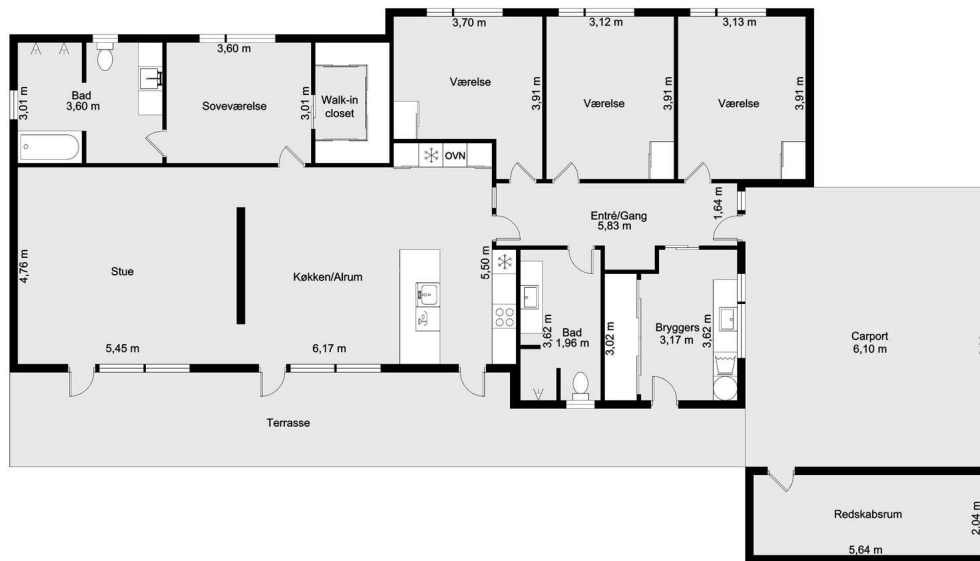 3,70 m
3,12 m
3,13 m
3,60 m
Værelse
3,91 m
Værelse
3,91 m
Værelse
3,91 m
Bad
3,60 m
3,01 m
Soveværelse
3,01 m
Walk-in
closet
OVN
Entré/Gang
5,83 m
1,64 m
Stue
4,76 m
5,45 m
Køkken/Alrum
5,50 m
6,17 m
Bad
1,96 m
3,62 m
3,02 m
Bryggers
3,17 m
3,62 m
Carport
6,10 m
Terrasse
Redskabsrum
5,64 m
2,04 m